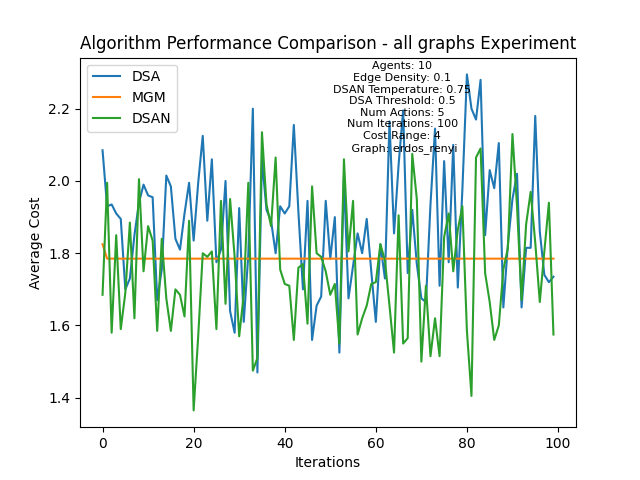 Algorithm Performance Comparison - all graphs Experiment
DSA
MGM
DSAN
Agents: 10
Edge Density: 0.1
DSAN Temperature: 0.75
DSA Threshold: 0.5
Num Actions: 5
Num Iterations: 100
Cost Range: 4
Graph: erdos_renyi
Average Cost
2.2
2.0
1.8
1.6
1.4
0
20
40
60
80
100
Iterations